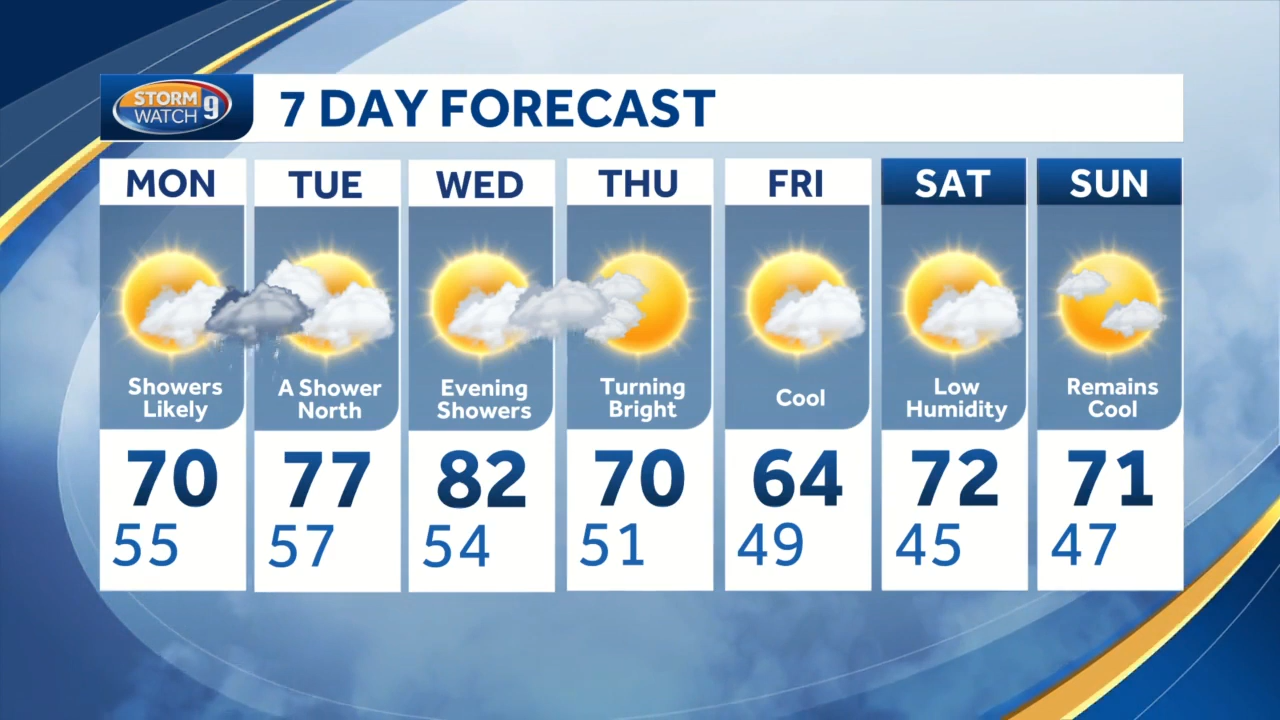 STORM
WATCH 9
7 DAY FORECAST
MON
TUE
WED
THU
FRI
SAT
SUN
Showers
Likely
A Shower
North
Evening
Showers
Turning
Bright
Cool
Low
Humidity
Remains
Cool
70
77
82
70
64
72
71
55
57
54
51
49
45
47